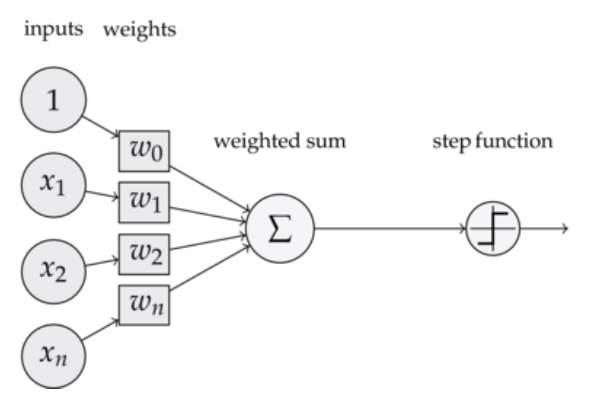 inputs weights
1
w₀
weighted sum
step function
x₁
w₁
Σ
x₂
w₂
wₙ
xₙ